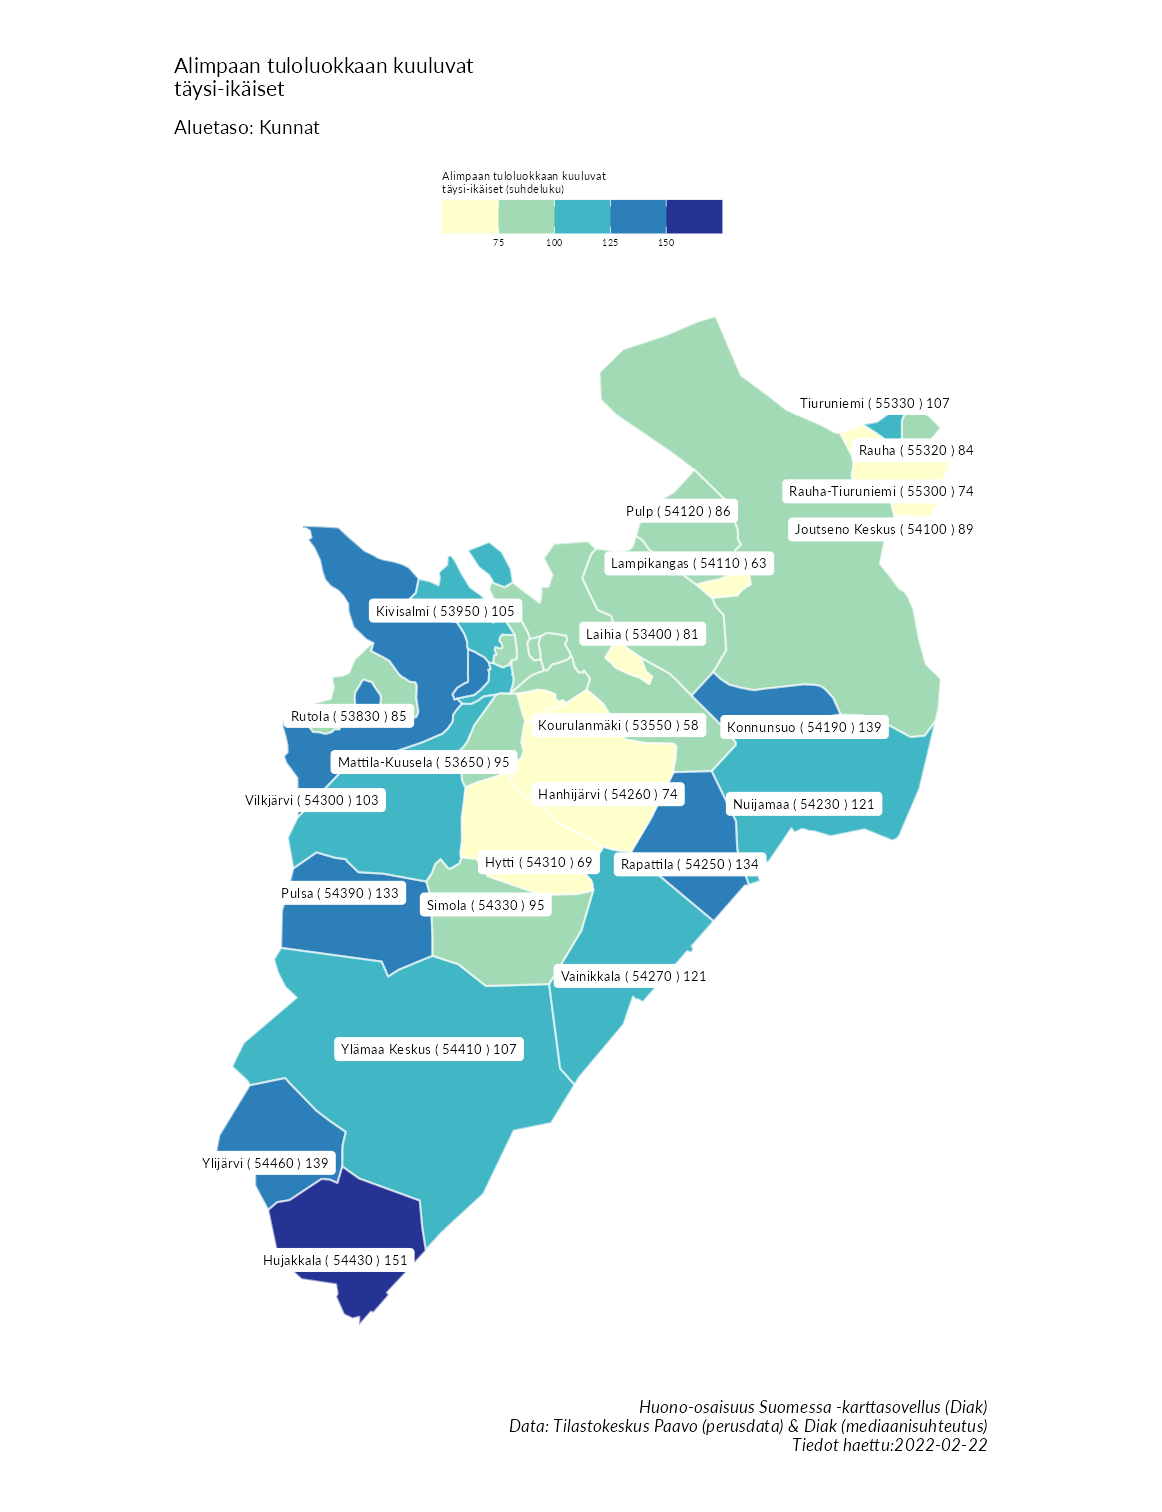 Alimpaan tuloluokkaan kuuluvat
täysi-ikäiset
Aluetaso: Kunnat
Alimpaan tuloluokkaan kuuluvat
täysi-ikäiset (suhdeluku)
75 100 125 150
Tiuruniemi ( 55330 ) 107
Rauha ( 55320 ) 84
Rauha-Tiuruniemi ( 55300 ) 74
Pulp ( 54120 ) 86
Joutseno Keskus ( 54100 ) 89
Lampikangas ( 54110 ) 63
Kivisalmi ( 53950 ) 105
Laihia ( 53400 ) 81
Rutola ( 53830 ) 85
Kourulanmäki ( 53550 ) 58
Konnunsuo ( 54190 ) 139
Mattila-Kuusela ( 53650 ) 95
Vilkjärvi ( 54300 ) 103
Hanhijärvi ( 54260 ) 74
Nuijamaa ( 54230 ) 121
Hytti ( 54310 ) 69
Rapattila ( 54250 ) 134
Pulsa ( 54390 ) 133
Simola ( 54330 ) 95
Vainikkala ( 54270 ) 121
Ylämaa Keskus ( 54410 ) 107
Ylijärvi ( 54460 ) 139
Hujakkala ( 54430 ) 151
Huono-osaisuus Suomessa -karttasovellus (Diak)
Data: Tilastokeskus Paavo (perusdata) & Diak (mediaanisuhteutus)
Tiedot haettu:2022-02-22